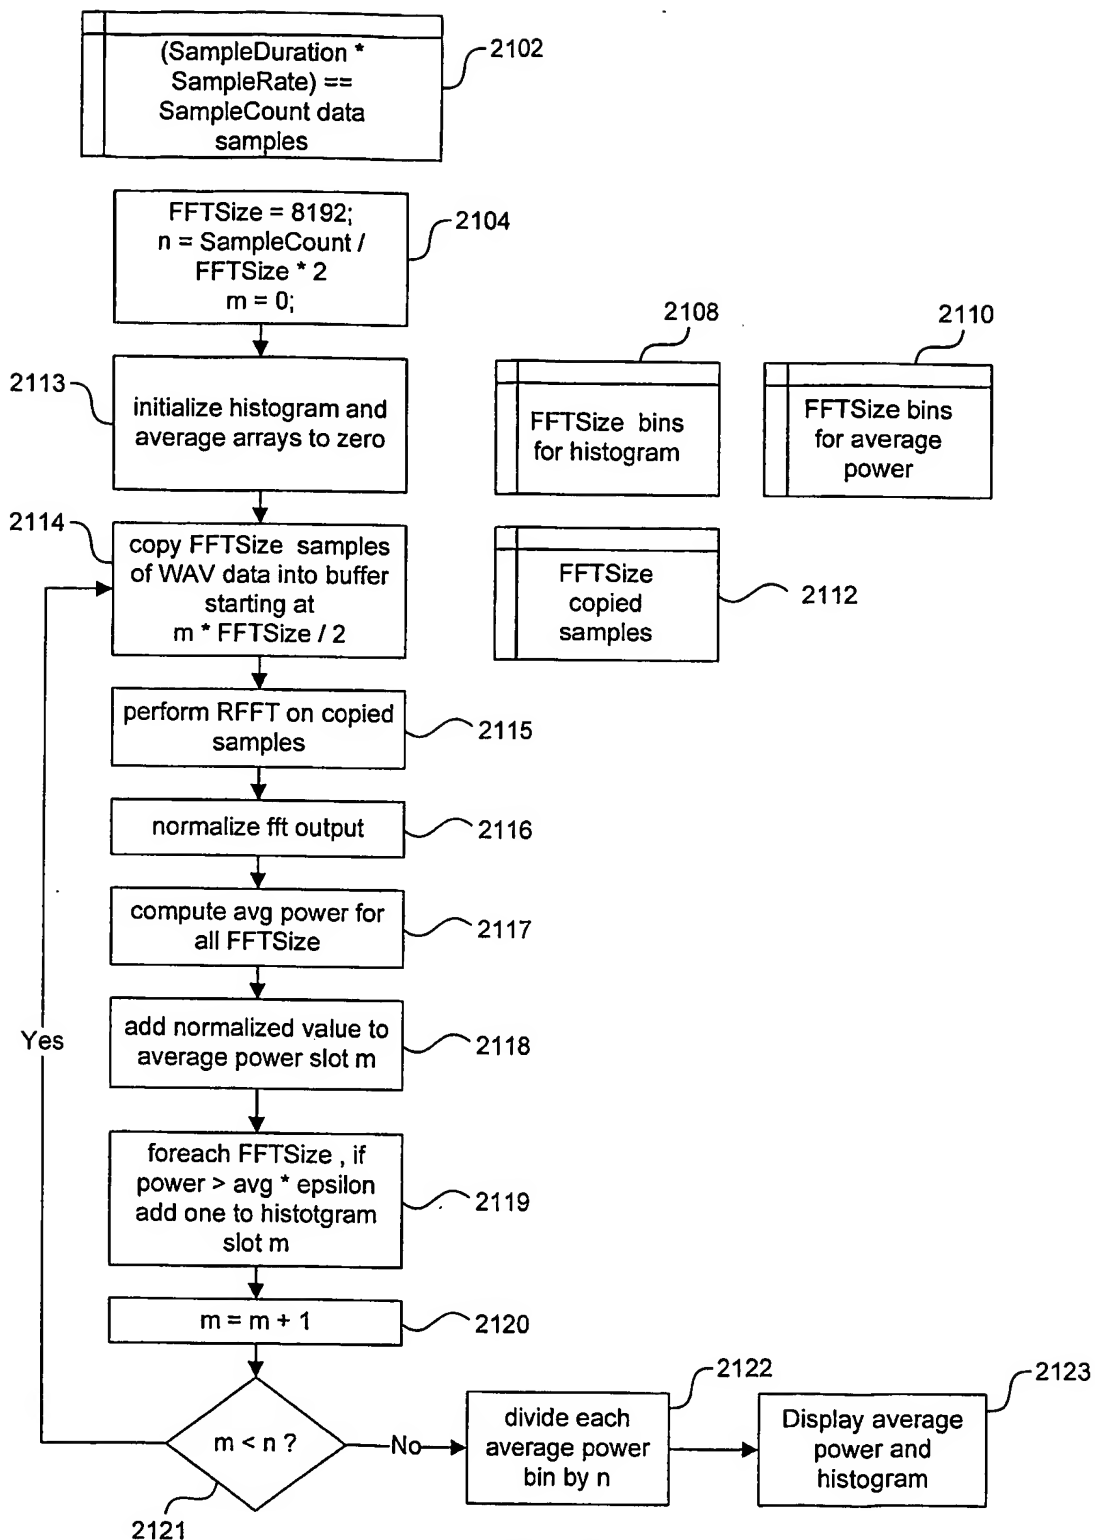 (SampleDuration *
SampleRate) ==
SampleCount data
samples
2102
FFTSize = 8192;
n = SampleCount /
FFTSize * 2
m = 0;
2104
2113
initialize histogram and
average arrays to zero
2108
FFTSize bins
for histogram
2110
FFTSize bins
for average
power
2114
copy FFTSize samples
of WAV data into buffer
starting at
m * FFTSize / 2
FFTSize
copied
samples
2112
perform RFFT on copied
samples
2115
normalize fft output
2116
compute avg power for
all FFTSize
2117
Yes
add normalized value to
average power slot m
2118
foreach FFTSize , if
power > avg * epsilon
add one to histotgram
slot m
2119
m = m + 1
2120
m < n ?
2121
No
divide each
average power
bin by n
2122
Display average
power and
histogram
2123